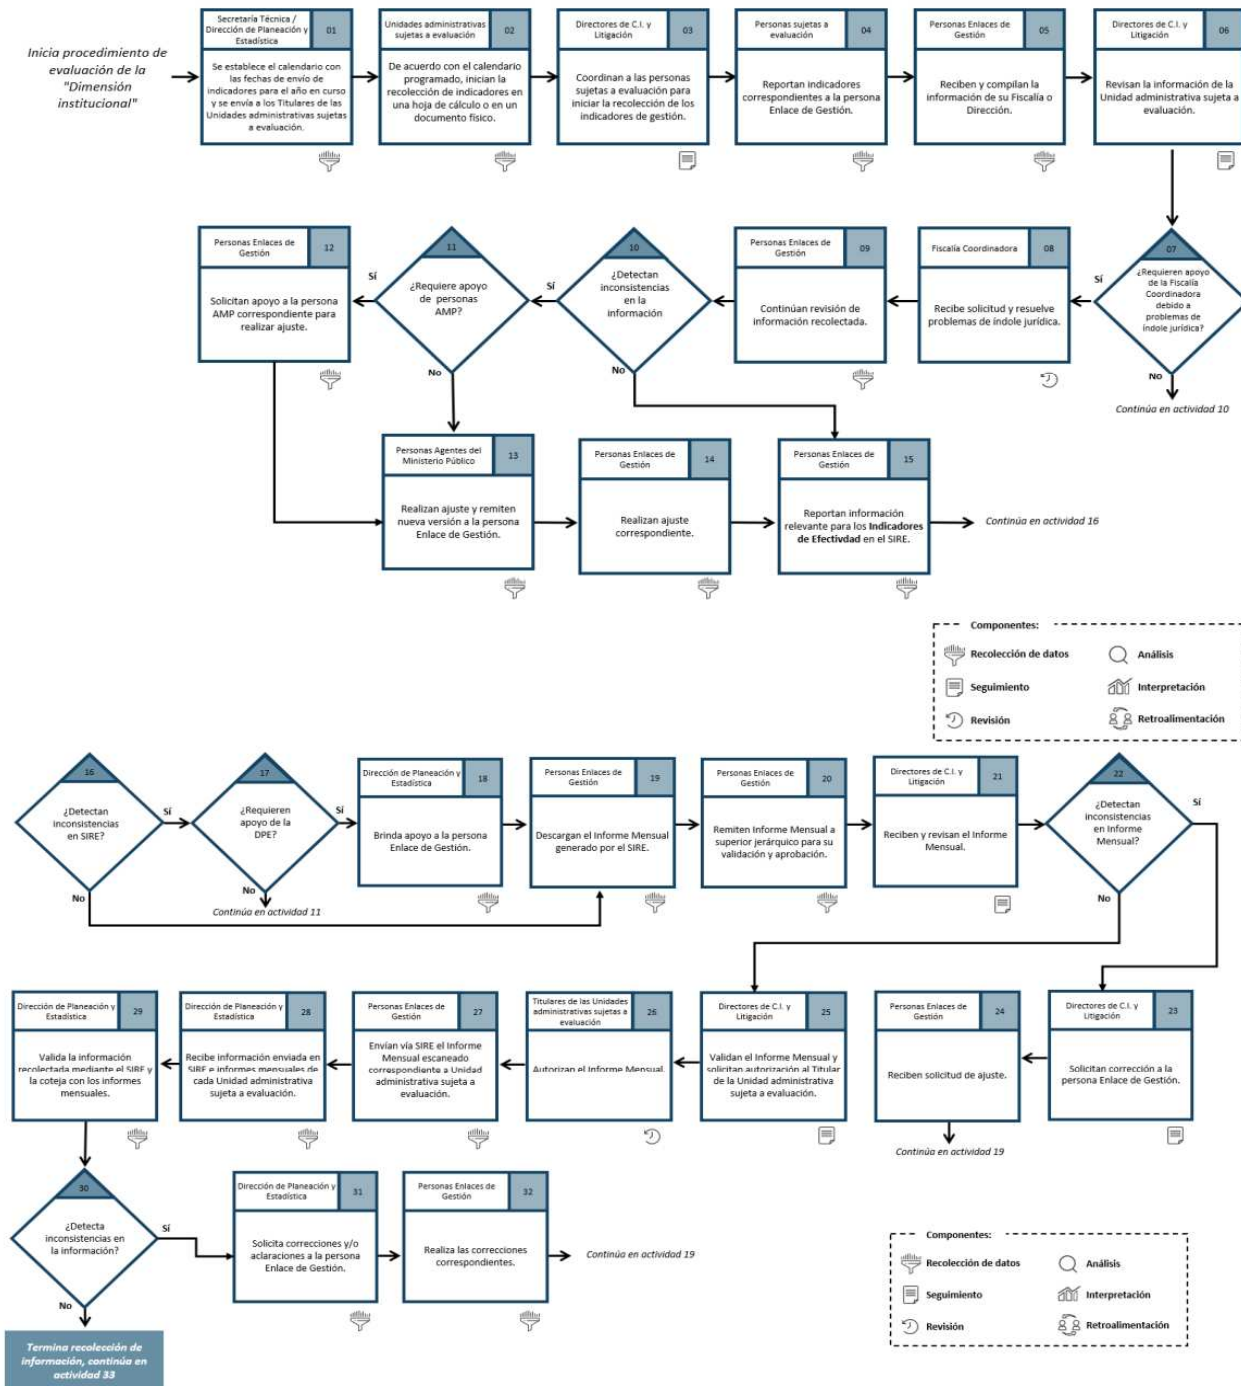 Inicia procedimiento de
evaluación de la
"Dimensión
institucional"
Secretaría Técnica /
Dirección de Planeación y
Estadística
01
Se establece el calendario con
las fechas de envío de
indicadores para el año en curso
y se envía a los Titulares de las
Unidades administrativas sujetas
a evaluación.
Unidades administrativas
sujetas a evaluación
02
De acuerdo con el calendario
programado, inician la
recolección de indicadores en
una hoja de cálculo o en un
documento físico.
Directores de C.I. y
Litigación
03
Coordinan a las personas
sujetas a evaluación para
iniciar la recolección de los
indicadores de gestión.
Personas sujetas a
evaluación
04
Reportan indicadores
correspondientes a la persona
Enlace de Gestión.
Personas Enlaces de
Gestión
05
Reciben y compilan la
información de su Fiscalía o
Dirección.
Directores de C.I. y
Litigación
06
Revisan la información de la
Unidad administrativa sujeta a
evaluación.
07
¿Requieren apoyo
de la Fiscalía
Coordinadora
debido a
problemas de
índole jurídica?
Sí
No
Continúa en actividad 10
Fiscalía Coordinadora
08
Recibe solicitud y resuelve
problemas de índole jurídica.
Personas Enlaces de
Gestión
09
Continúan revisión de
información recolectada.
10
¿Detectan
inconsistencias
en la
información
Sí
No
11
¿Requiere apoyo
de personas
AMP?
Sí
No
Personas Enlaces de
Gestión
12
Solicitan apoyo a la persona
AMP correspondiente para
realizar ajuste.
Personas Agentes del
Ministerio Público
13
Realizan ajuste y remiten
nueva versión a la persona
Enlace de Gestión.
Personas Enlaces de
Gestión
14
Realizan ajuste
correspondiente.
Personas Enlaces de
Gestión
15
Reportan información
relevante para los Indicadores
de Efectivdad en el SIRE.
Continúa en actividad 16
Componentes:
Recolección de datos
Análisis
Seguimiento
Interpretación
Revisión
Retroalimentación
16
¿Detectan
inconsistencias
en SIRE?
Sí
No
17
¿Requieren
apoyo de la
DPE?
Sí
No
Continúa en actividad 11
Dirección de Planeación y
Estadística
18
Brinda apoyo a la persona
Enlace de Gestión.
Personas Enlaces de
Gestión
19
Descargan el Informe Mensual
generado por el SIRE.
Personas Enlaces de
Gestión
20
Remiten Informe Mensual a
superior jerárquico para su
validación y aprobación.
Directores de C.I. y
Litigación
21
Reciben y revisan el Informe
Mensual.
22
¿Detectan
inconsistencias
en Informe
Mensual?
Sí
No
Directores de C.I. y
Litigación
23
Solicitan corrección a la
persona Enlace de Gestión.
Personas Enlaces de
Gestión
24
Reciben solicitud de ajuste.
Continúa en actividad 19
Directores de C.I. y
Litigación
25
Validan el Informe Mensual y
solicitan autorización al Titular
de la Unidad administrativa
sujeta a evaluación.
Titulares de las Unidades
administrativas sujetas a
evaluación
26
Autorizan el Informe Mensual.
Personas Enlaces de
Gestión
27
Envían vía SIRE el Informe
Mensual escaneado
correspondiente a Unidad
administrativa sujeta a
evaluación.
Dirección de Planeación y
Estadística
28
Recibe información enviada en
SIRE e informes mensuales de
cada Unidad administrativa
sujeta a evaluación.
Dirección de Planeación y
Estadística
29
Valida la información
recolectada mediante el SIRE y
la coteja con los informes
mensuales.
30
¿Detecta
inconsistencias en
la información?
Sí
No
Dirección de Planeación y
Estadística
31
Solicita correcciones y/o
aclaraciones a la persona
Enlace de Gestión.
Personas Enlaces de
Gestión
32
Realiza las correcciones
correspondientes.
Continúa en actividad 19
Termina recolección de
información, continúa en
actividad 33
Componentes:
Recolección de datos
Análisis
Seguimiento
Interpretación
Revisión
Retroalimentación